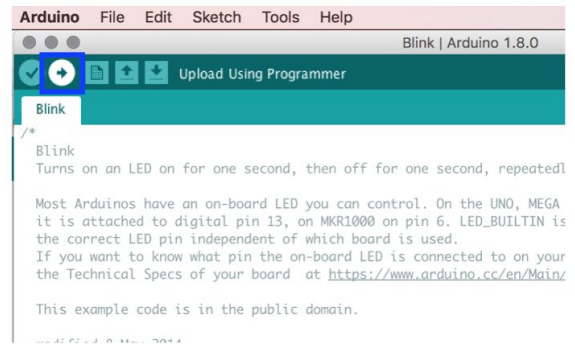 Arduino File Edit Sketch Tools Help
Blink | Arduino 1.8.0
Upload Using Programmer
Blink
/*
Blink
Turns on an LED on for one second, then off for one second, repeatedl
Most Arduinos have an on-board LED you can control. On the UNO, MEGA
it is attached to digital pin 13, on MKR1000 on pin 6. LED_BUILTIN is
the correct LED pin independent of which board is used.
If you want to know what pin the on-board LED is connected to on your
the Technical Specs of your board at https://www.arduino.cc/en/Main/
This example code is in the public domain.